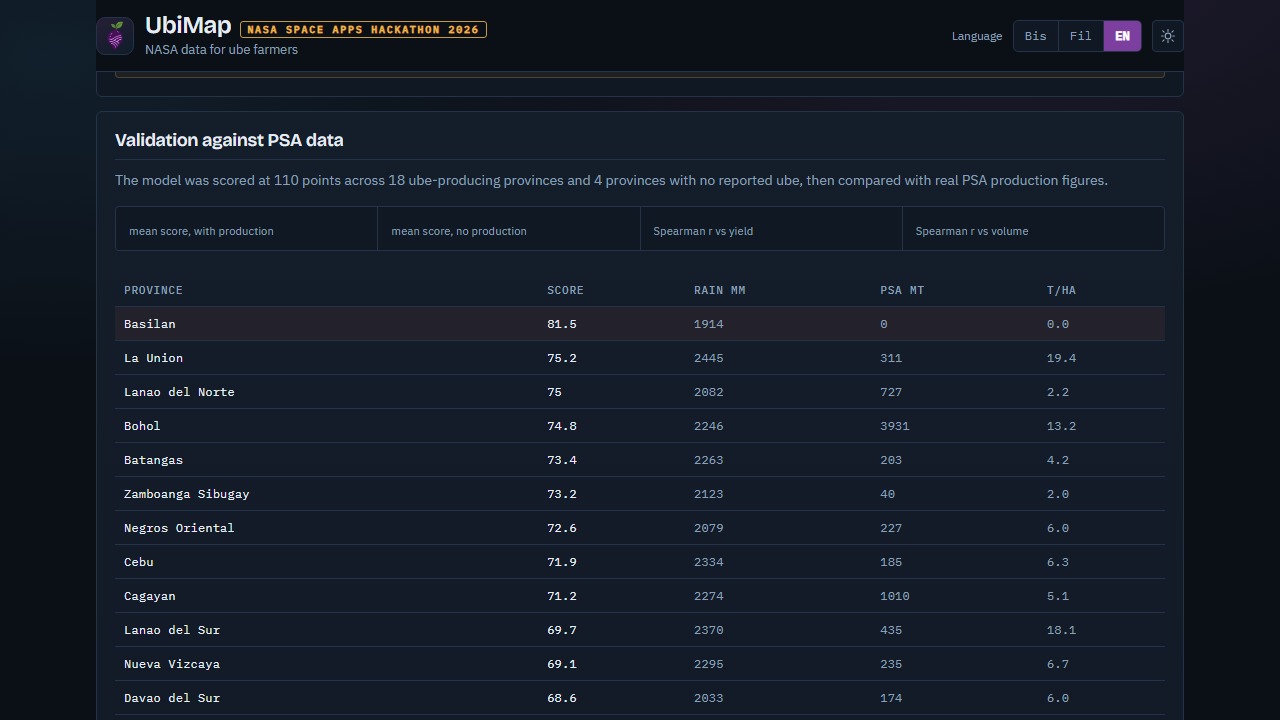 UbiMap NASA SPACE APPS HACKATHON 2026
NASA data for ube farmers
Language Bis Fil EN
Validation against PSA data
The model was scored at 110 points across 18 ube-producing provinces and 4 provinces with no reported ube, then compared with real PSA production figures.
mean score, with production mean score, no production Spearman r vs yield Spearman r vs volume
PROVINCE SCORE RAIN MM PSA MT T/HA
Basilan 81.5 1914 0 0.0
La Union 75.2 2445 311 19.4
Lanao del Norte 75 2082 727 2.2
Bohol 74.8 2246 3931 13.2
Batangas 73.4 2263 203 4.2
Zamboanga Sibugay 73.2 2123 40 2.0
Negros Oriental 72.6 2079 227 6.0
Cebu 71.9 2334 185 6.3
Cagayan 71.2 2274 1010 5.1
Lanao del Sur 69.7 2370 435 18.1
Nueva Vizcaya 69.1 2295 235 6.7
Davao del Sur 68.6 2033 174 6.0